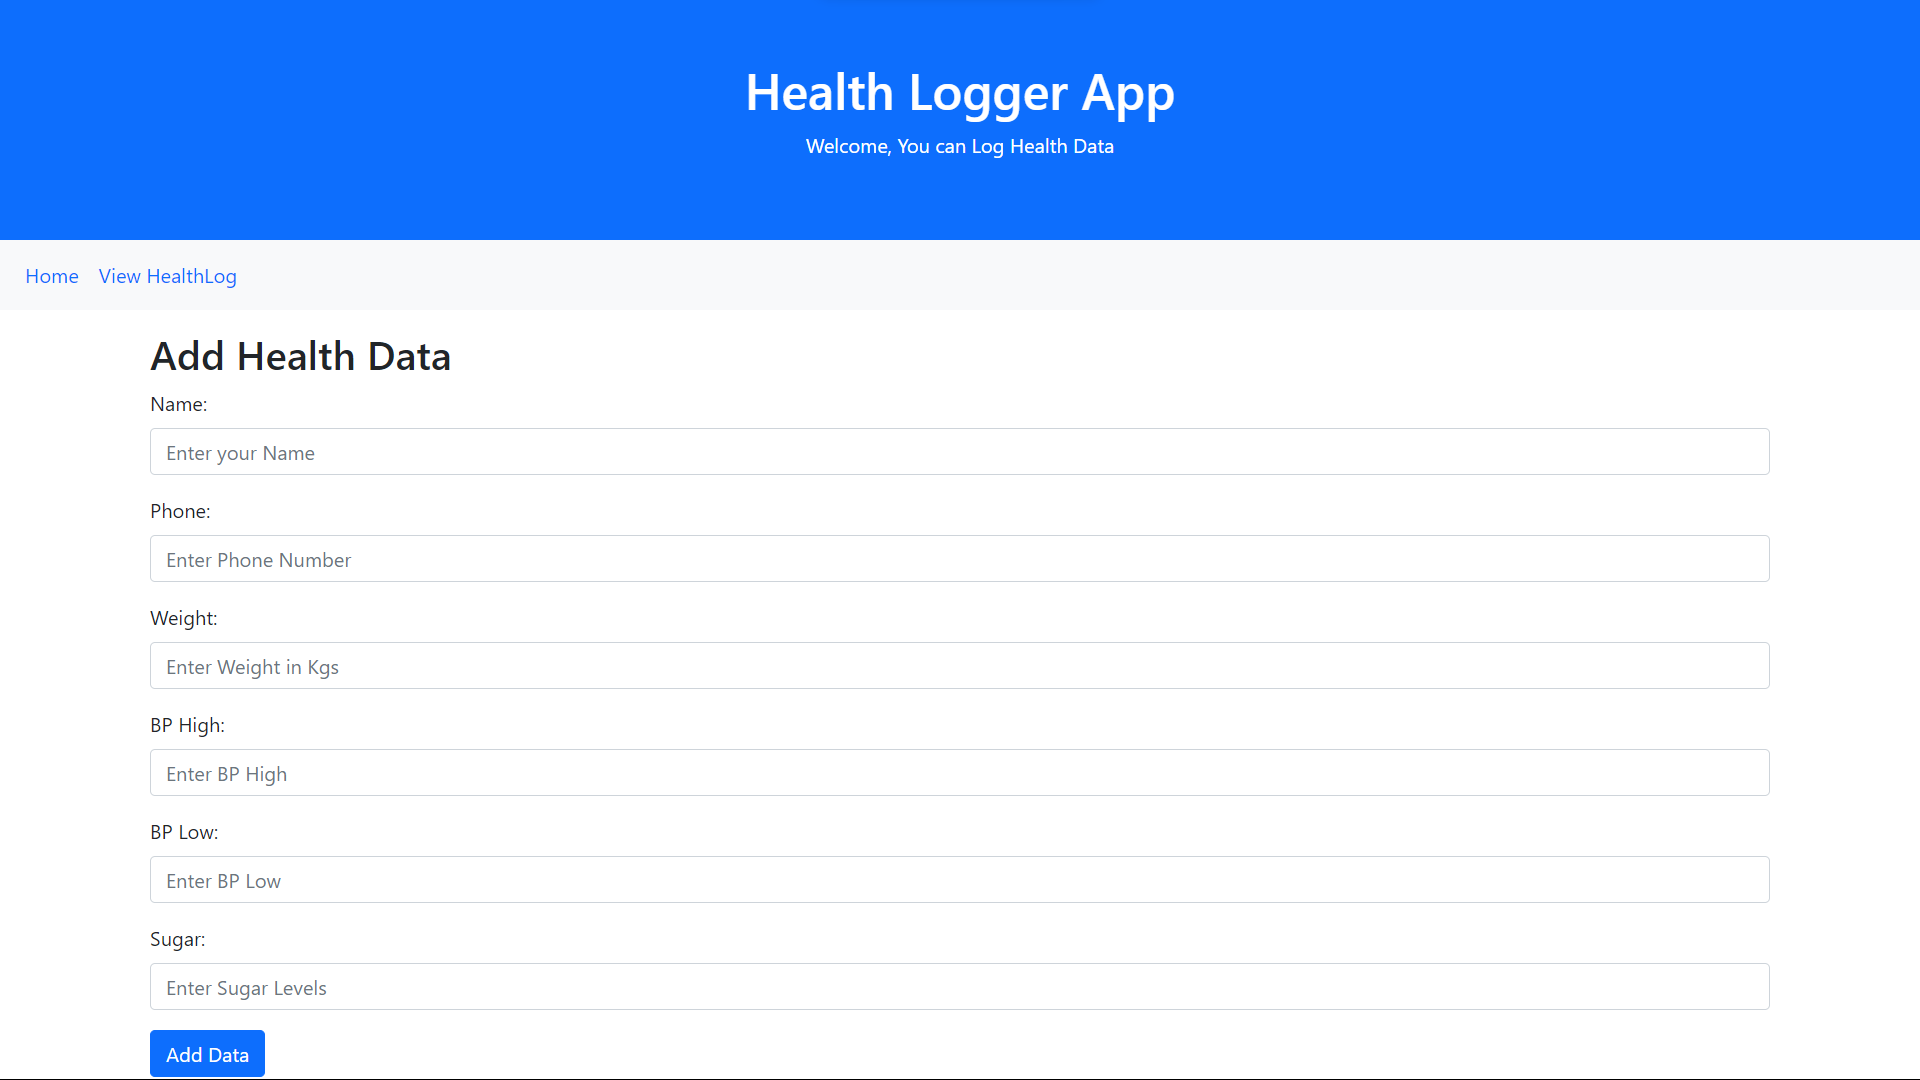 Health Logger App
Welcome, You can Log Health Data
Home View HealthLog
Add Health Data
Name:
Enter your Name
Phone:
Enter Phone Number
Weight:
Enter Weight in Kgs
BP High:
Enter BP High
BP Low:
Enter BP Low
Sugar:
Enter Sugar Levels
Add Data